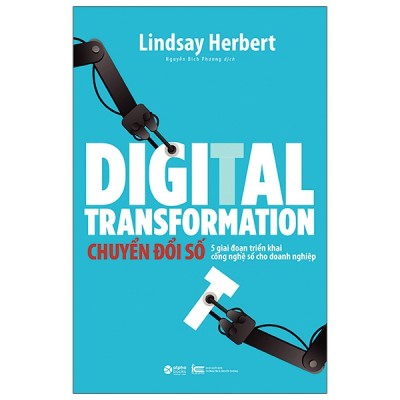 Lindsay Herbert
Nguyễn Bích Phương dịch
DIGITAL
TRANSFORMATION
CHUYỂN ĐỔI SỐ
5 giai đoạn triển khai
công nghệ số cho doanh nghiệp
T
alpha